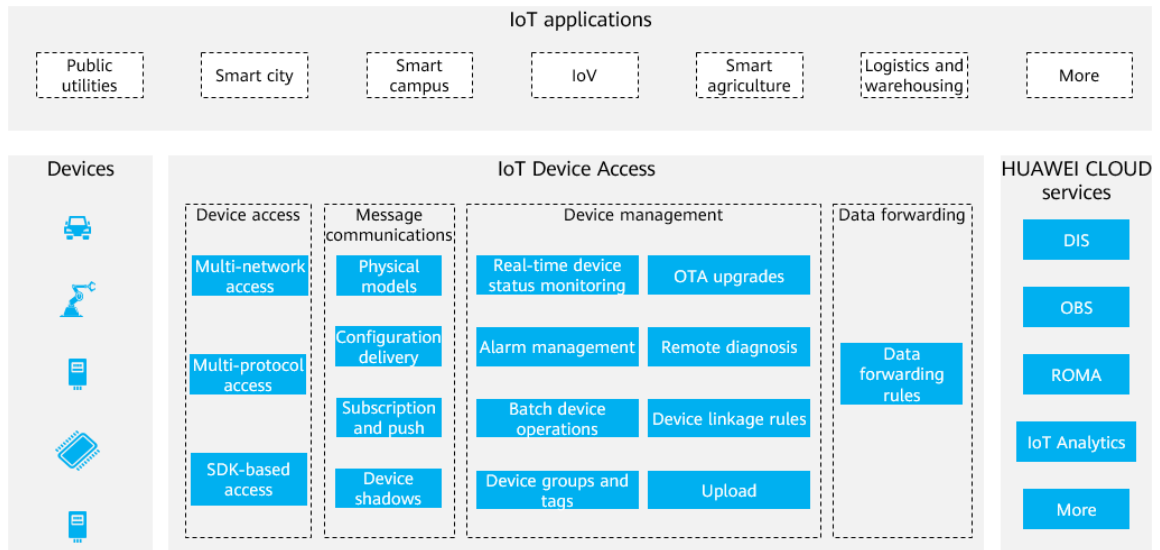 IoT applications
Public
utilities
Smart city
Smart
campus
IoV
Smart
agriculture
Logistics and
warehousing
More
Devices
IoT Device Access
Device access
Multi-network
access
Multi-protocol
access
SDK-based
access
Message
communications
Physical
models
Configuration
delivery
Subscription
and push
Device
shadows
Device management
Real-time device
status monitoring
OTA upgrades
Alarm management
Remote diagnosis
Batch device
operations
Device linkage rules
Device groups and
tags
Upload
Data forwarding
Data
forwarding
rules
HUAWEI CLOUD
services
DIS
OBS
ROMA
IoT Analytics
More